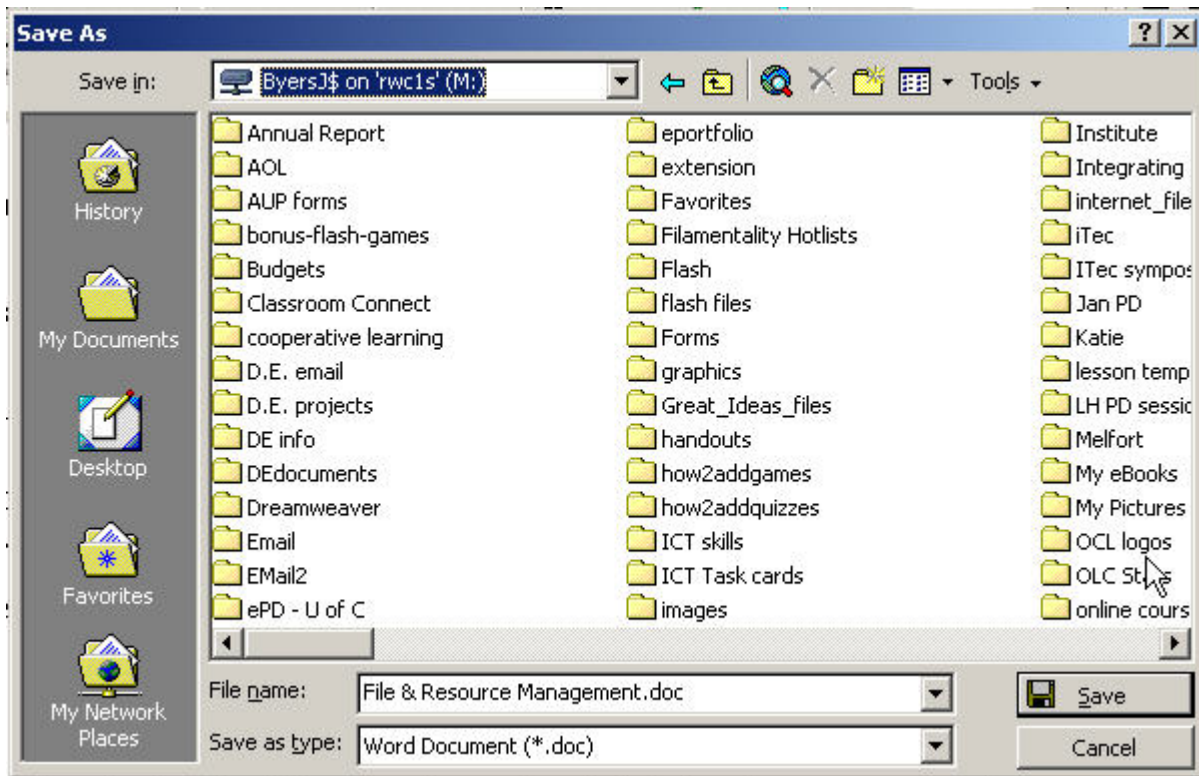 Save As
Save in:
ByersJ$ on 'rwc1s' (M:)
Tools
History
My Documents
Desktop
Favorites
My Network
Places
Annual Report
AOL
AUP forms
bonus-flash-games
Budgets
Classroom Connect
cooperative learning
D.E. email
D.E. projects
DE info
DEdocuments
Dreamweaver
Email
EMail2
ePD - U of C
eportfolio
extension
Favorites
Filamentality Hotlists
Flash
flash files
Forms
graphics
Great_Ideas_files
handouts
how2addgames
how2addquizzes
ICT skills
ICT Task cards
images
Institute
Integrating
internet_file
iTec
ITec sympos
Jan PD
Katie
lesson temp
LH PD sessio
Melfort
My eBooks
My Pictures
OCL logos
OLC
online cours
File name:
File & Resource Management.doc
Save
Save as type:
Word Document (*.doc)
Cancel